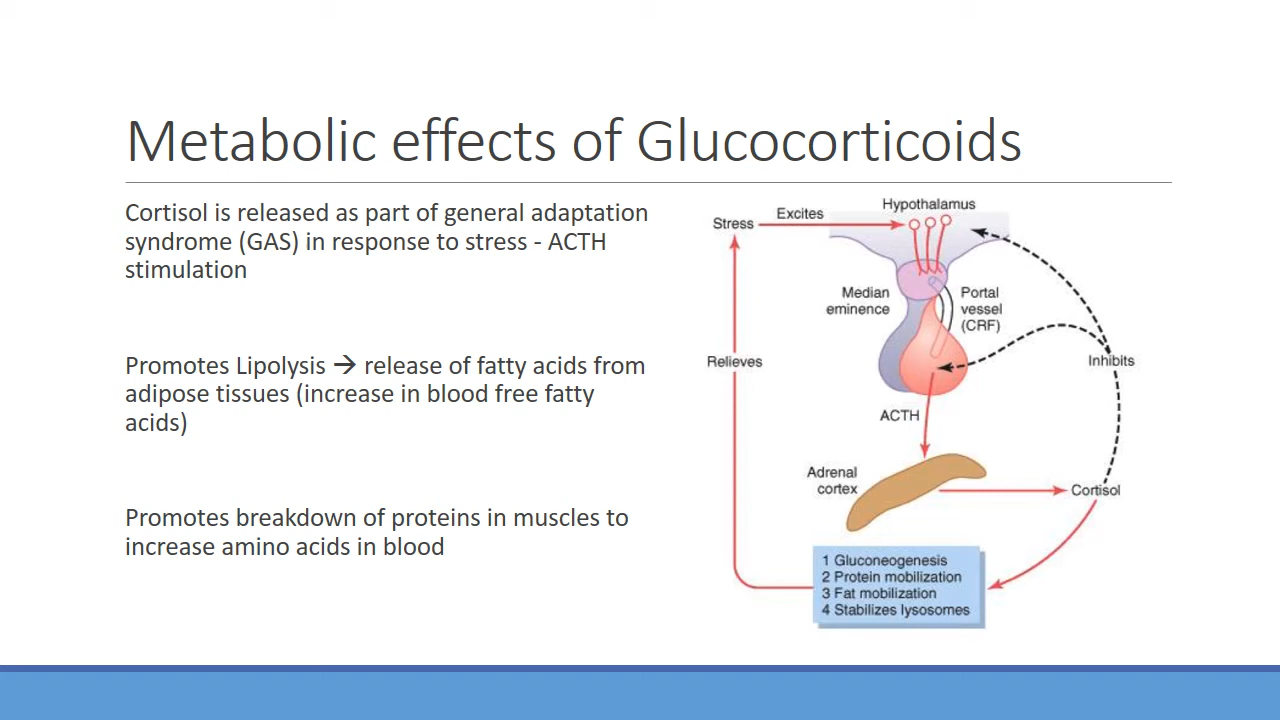 Metabolic effects of Glucocorticoids
Cortisol is released as part of general adaptation
syndrome (GAS) in response to stress - ACTH
stimulation
Promotes Lipolysis → release of fatty acids from
adipose tissues (increase in blood free fatty
acids)
Promotes breakdown of proteins in muscles to
increase amino acids in blood
Hypothalamus
Stress
Excites
Median
eminence
Portal
vessel
(CRF)
Relieves
Inhibits
ACTH
Adrenal
cortex
Cortisol
1 Gluconeogenesis
2 Protein mobilization
3 Fat mobilization
4 Stabilizes lysosomes